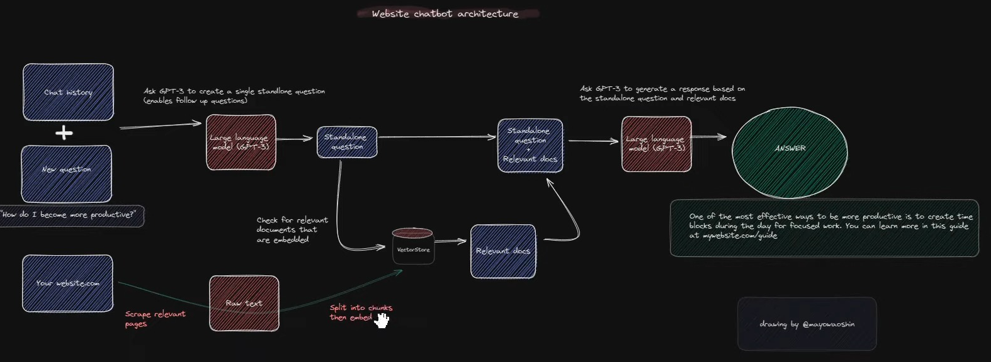 Website chatbot architecture
Chat history
New question
"How do I become more productive?"
Your website.com
Ask GPT-3 to create a single standlone question
(enables follow up questions)
Large language
model (GPT-3)
Standalone
question
Check for relevant
documents that
are embedded
VectorStore
Relevant docs
Scrape relevant
pages
Raw text
Split into chunks
then embed
Standalone
question
+
Relevant docs
Ask GPT-3 to generate a response based on
the standalone question and relevant docs
Large language
model (GPT-3)
ANSWER
One of the most effective ways to be more productive is to create time
blocks during the day for focused work. You can learn more in this guide
at mywebsite.com/guide
drawing by @mayowaoshin